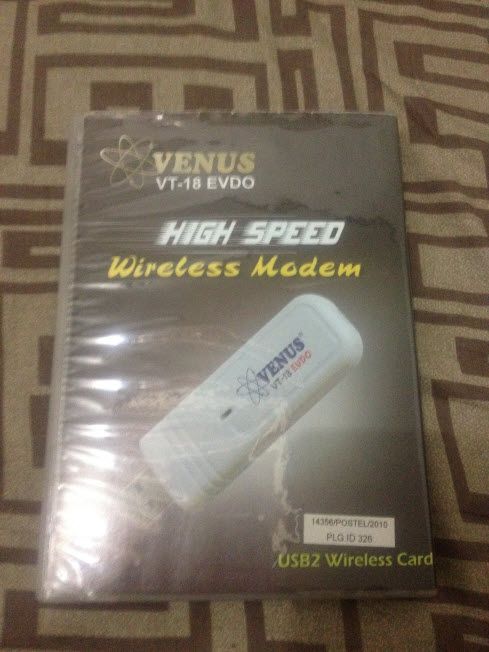 VENUS
VT-18 EVDO
HIGH SPEED
Wireless Modem
VENUS™
VT-18 EVDO
14356/POSTEL/2010
PLG ID 326
USB2 Wireless Card